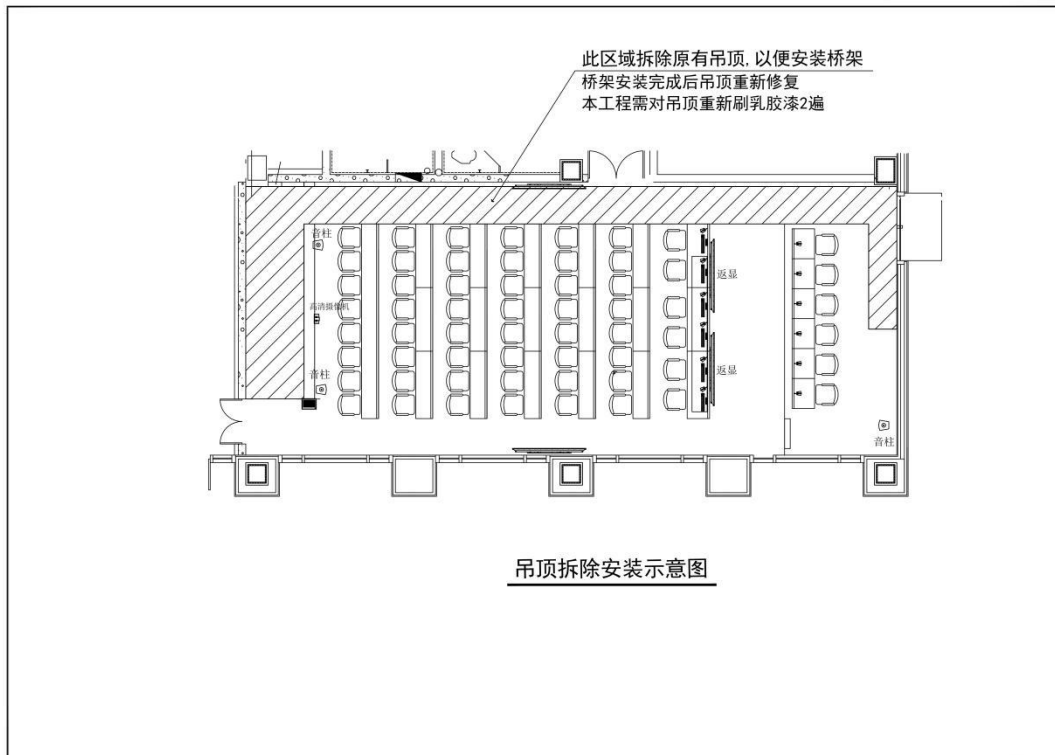 此区域拆除原有吊顶, 以便安装桥架
桥架安装完成后吊顶重新修复
本工程需对吊顶重新刷乳胶漆2遍
音柱
返显
高清摄像机
音柱
返显
音柱
吊顶拆除安装示意图